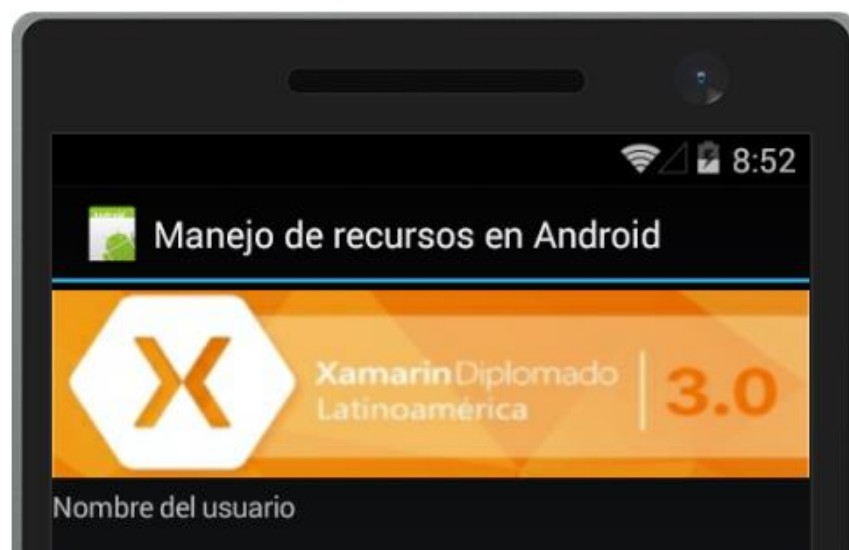 8:52
Manejo de recursos en Android
Xamarin Diplomado
Latinoamérica
3.0
Nombre del usuario